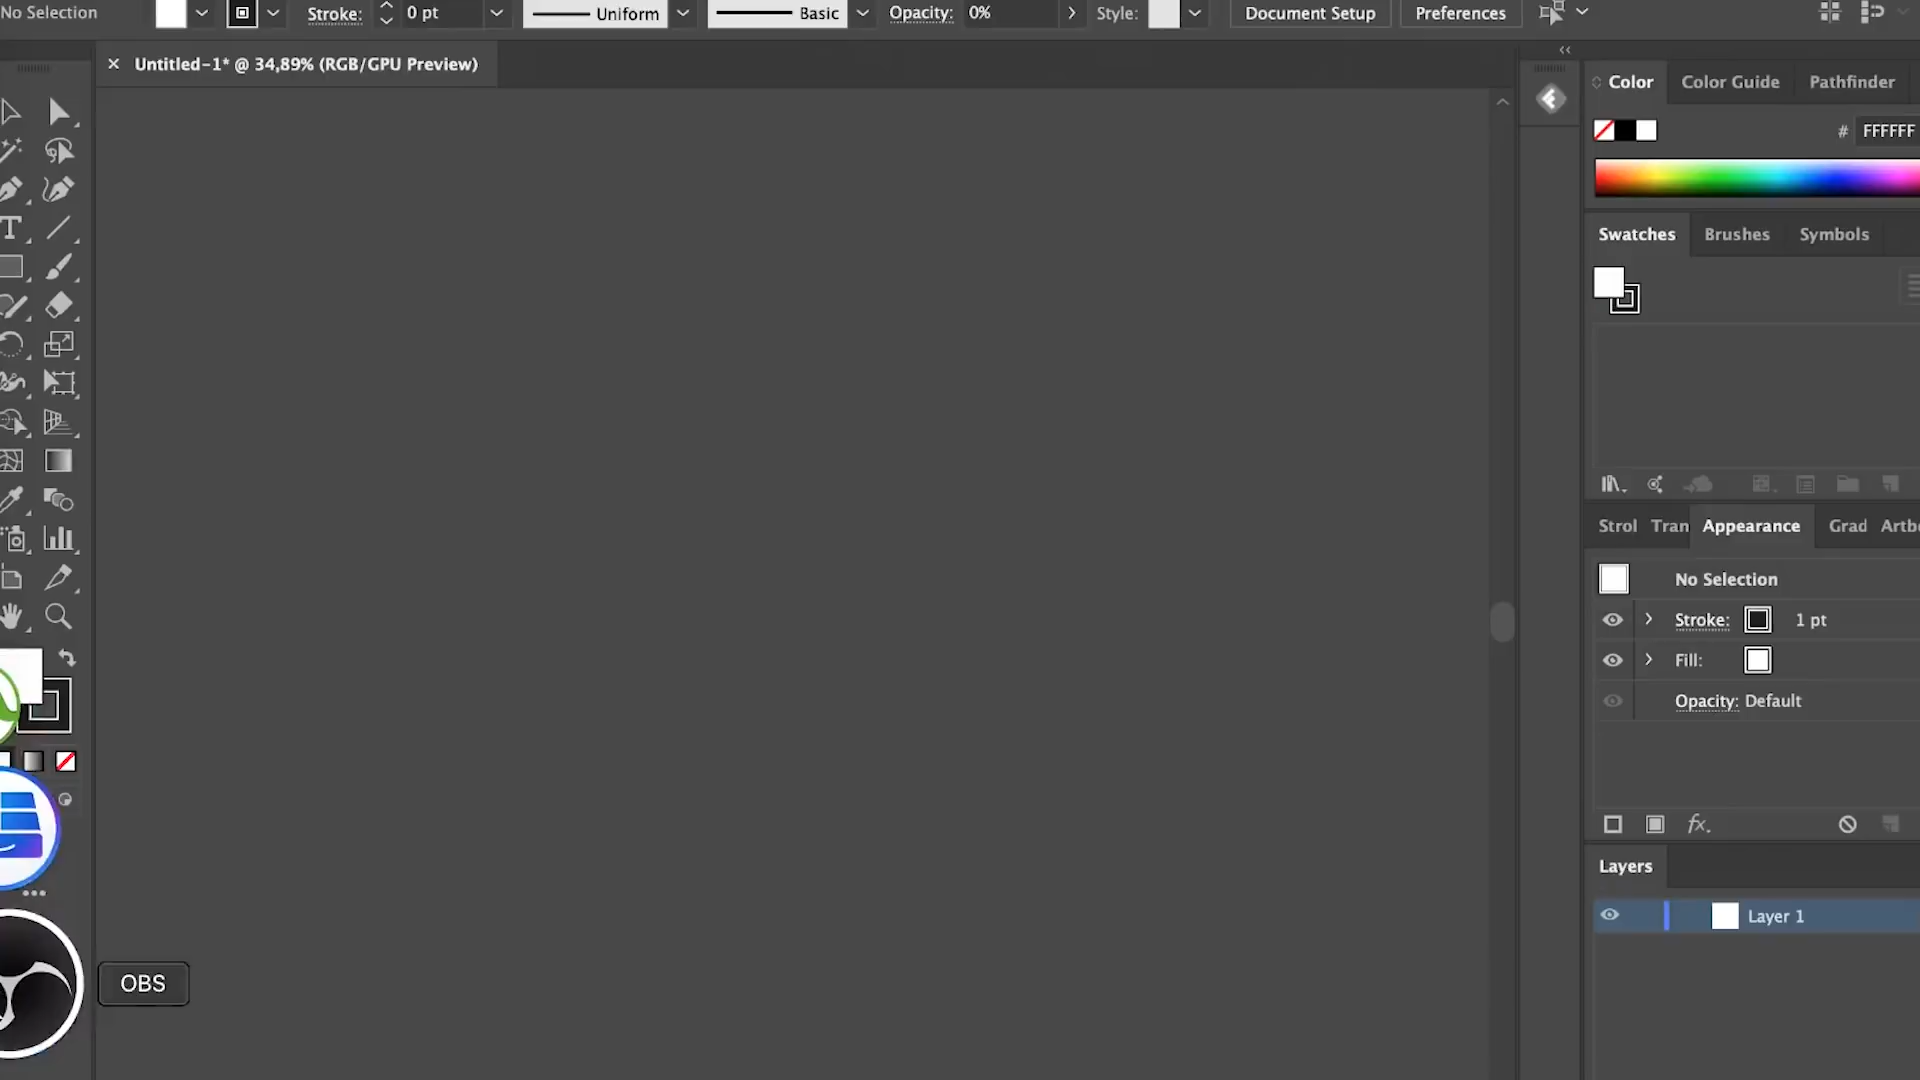 No Selection
Stroke:
0 pt
Uniform
Basic
Opacity:
0%
Style:
Document Setup
Preferences
Untitled-1* @ 34,89% (RGB/GPU Preview)
Color
Color Guide
Pathfinder
# FFFFFF
Swatches
Brushes
Symbols
Strol
Tran
Appearance
Grad
Artb
No Selection
Stroke:
1 pt
Fill:
Opacity: Default
fx.
Layers
Layer 1
OBS